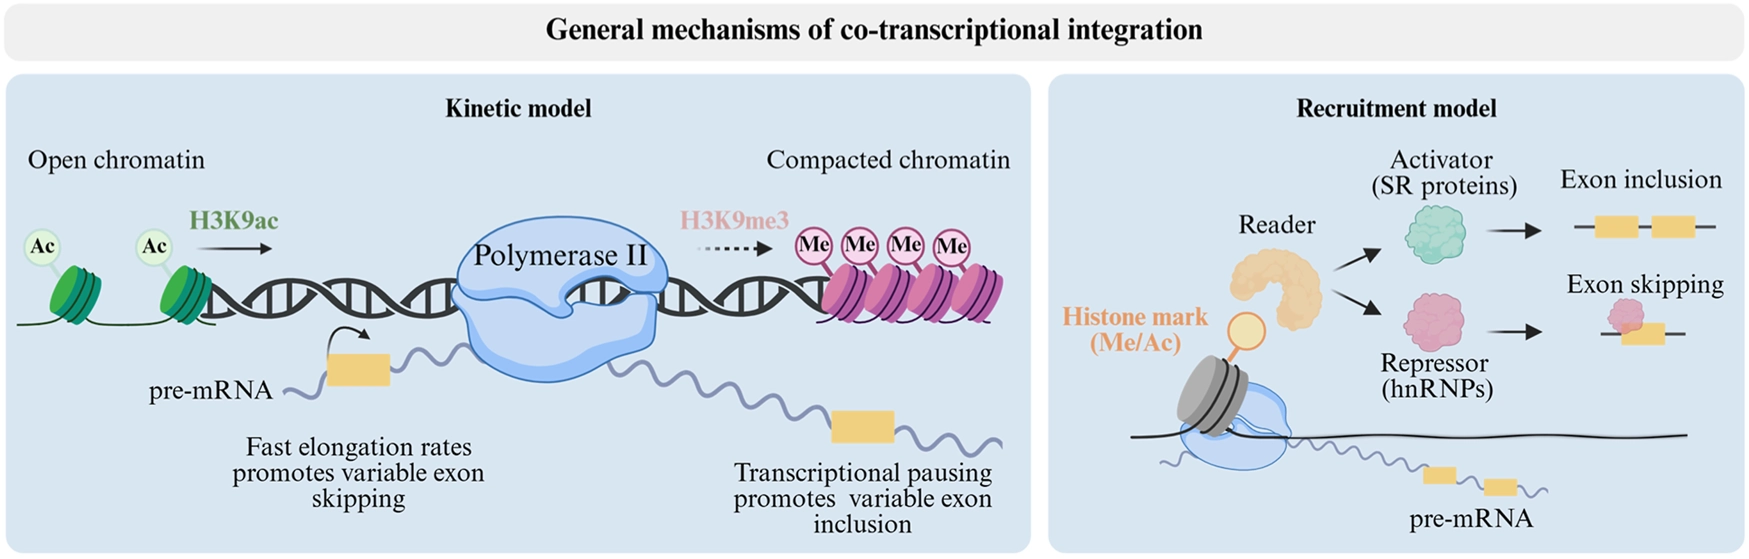 General mechanisms of co-transcriptional integration
Kinetic model
Open chromatin
Compacted chromatin
Ac
Ac
H3K9ac
Polymerase II
H3K9me3
Me
Me
Me
Me
pre-mRNA
Fast elongation rates
promotes variable exon
skipping
Transcriptional pausing
promotes variable exon
inclusion
Recruitment model
Activator
(SR proteins)
Exon inclusion
Reader
Exon skipping
Histone mark
(Me/Ac)
Repressor
(hnRNPs)
pre-mRNA